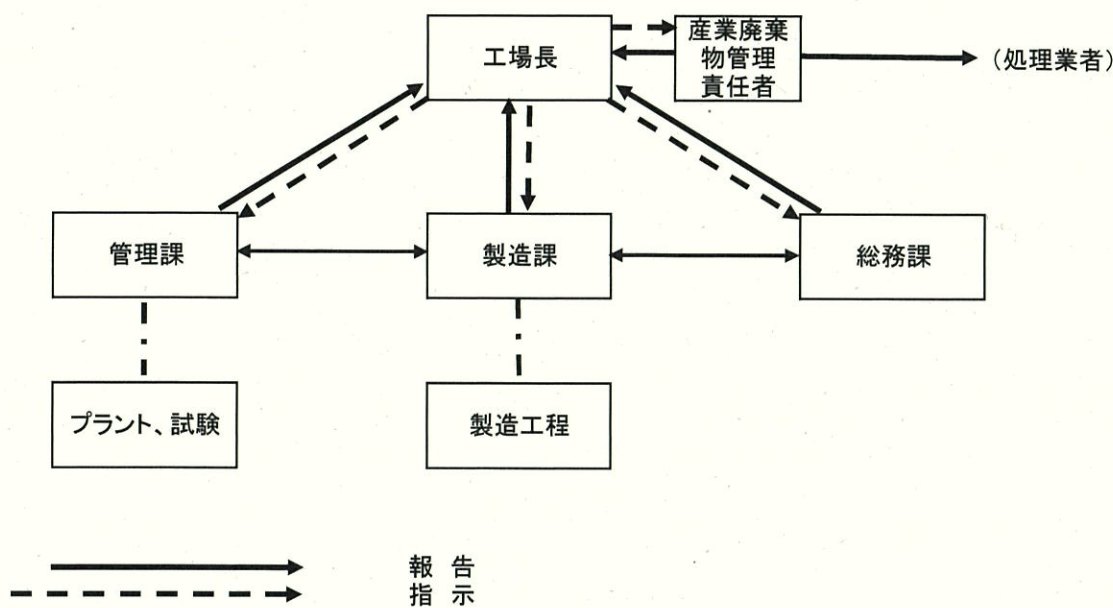 工場長
産業廃棄
物管理
責任者
(処理業者)
管理課
製造課
総務課
プラント、試験
製造工程
報 告
指 示